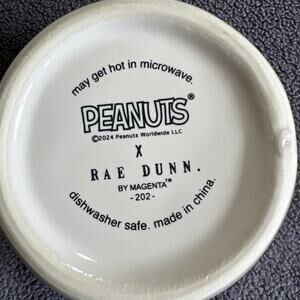 may get hot in microwave.
PEANUTS®
©2024 Peanuts Worldwide LLC
X
RAE DUNN.
BY MAGENTA™
-202-
dishwasher safe. made in china.